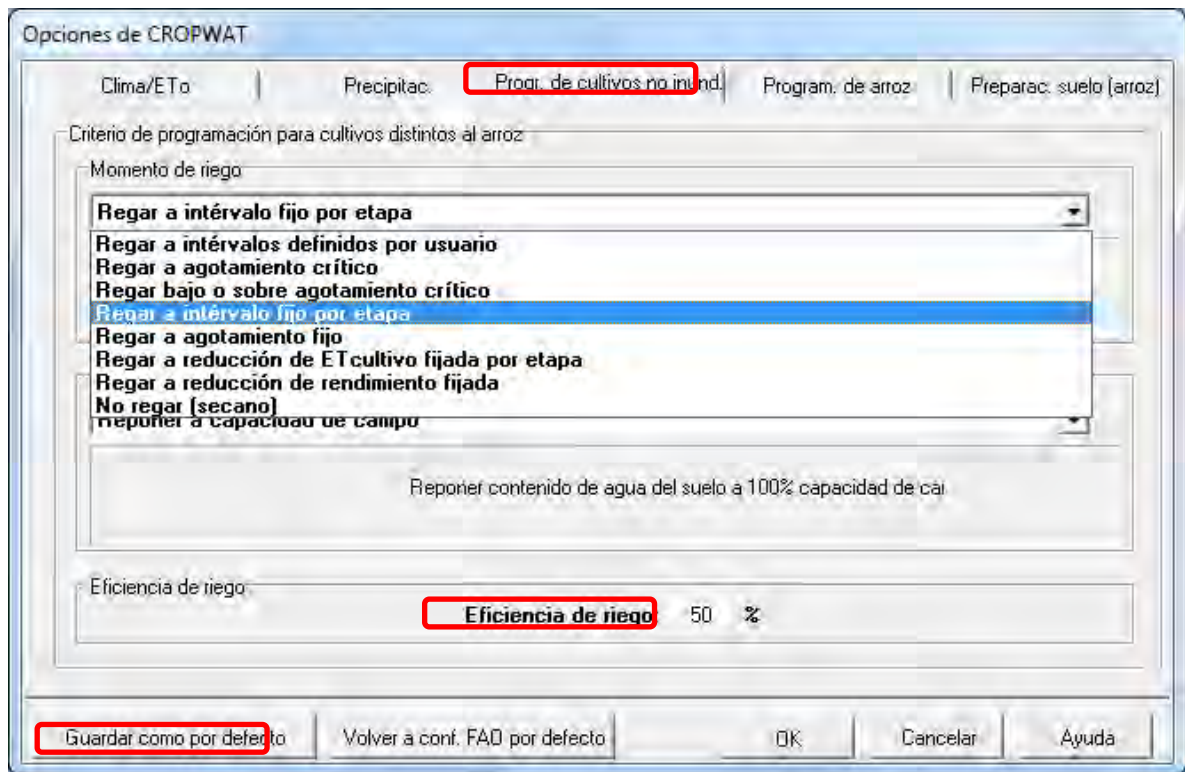 Opciones de CROPWAT
Clima/ETo Precipitac. Progr. de cultivos no inund. Program. de arroz Preparac. suelo (arroz)
Criterio de programación para cultivos distintos al arroz
Momento de riego
Regar a intérvalo fijo por etapa
Regar a intérvalos definidos por usuario
Regar a agotamiento crítico
Regar bajo o sobre agotamiento crítico
Regar a intérvalo fijo por etapa
Regar a agotamiento fijo
Regar a reducción de ETcultivo fijada por etapa
Regar a reducción de rendimiento fijada
No regar (secano)
Reponer a capacidad de campo
Reponer contenido de agua del suelo a 100% capacidad de cai
Eficiencia de riego
Eficiencia de riego 50 %
Guardar como por defecto Volver a conf. FAO por defecto OK Cancelar Ayuda